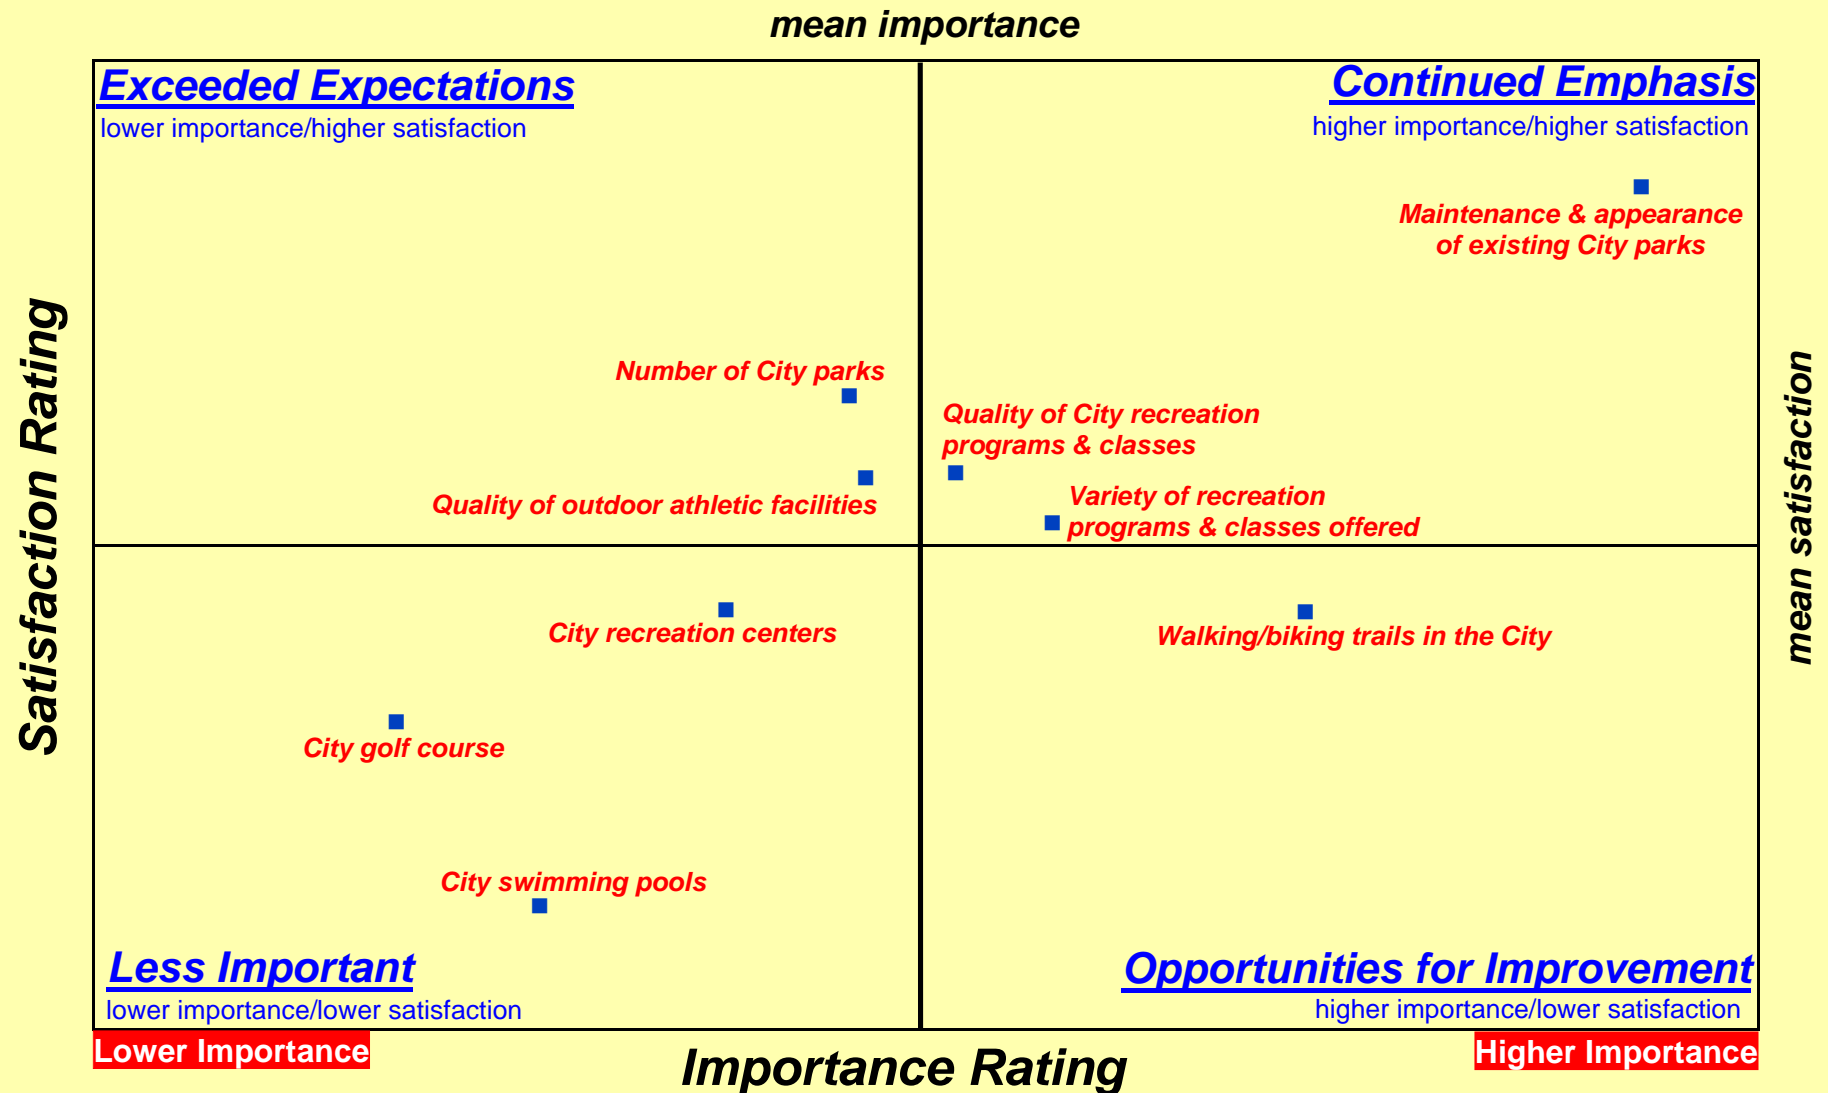 mean importance
Exceeded Expectations
lower importance/higher satisfaction
Continued Emphasis
higher importance/higher satisfaction
Maintenance & appearance
of existing City parks
Number of City parks
Quality of City recreation
programs & classes
Quality of outdoor athletic facilities
Variety of recreation
programs & classes offered
Satisfaction Rating
mean satisfaction
City recreation centers
Walking/biking trails in the City
City golf course
City swimming pools
Less Important
lower importance/lower satisfaction
Opportunities for Improvement
higher importance/lower satisfaction
Lower Importance
Importance Rating
Higher Importance